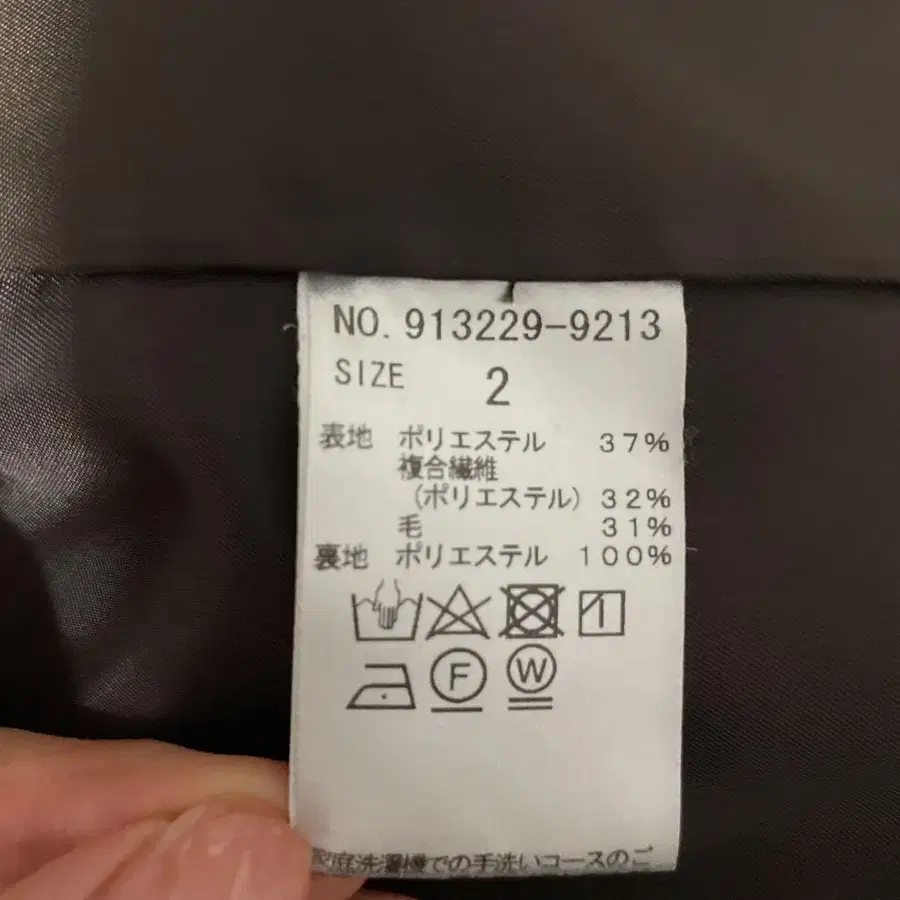 NO. 913229-9213
SIZE 2
表地 ポリエステル 37%
複合繊維
(ポリエステル) 32%
毛 31%
裏地 ポリエステル 100%
F W
家庭洗濯機での手洗いコースのご